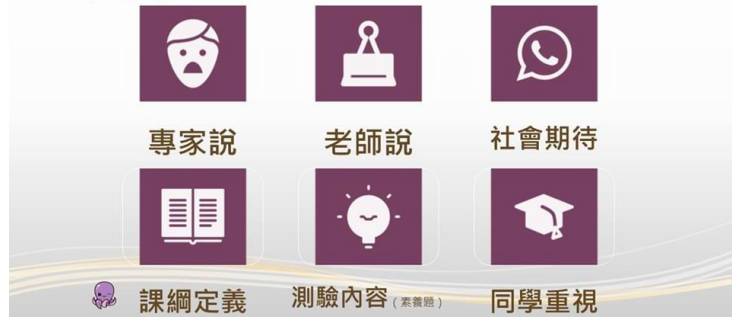 專家說
老師說
社會期待
課綱定義
測驗內容(素養題)
同學重視